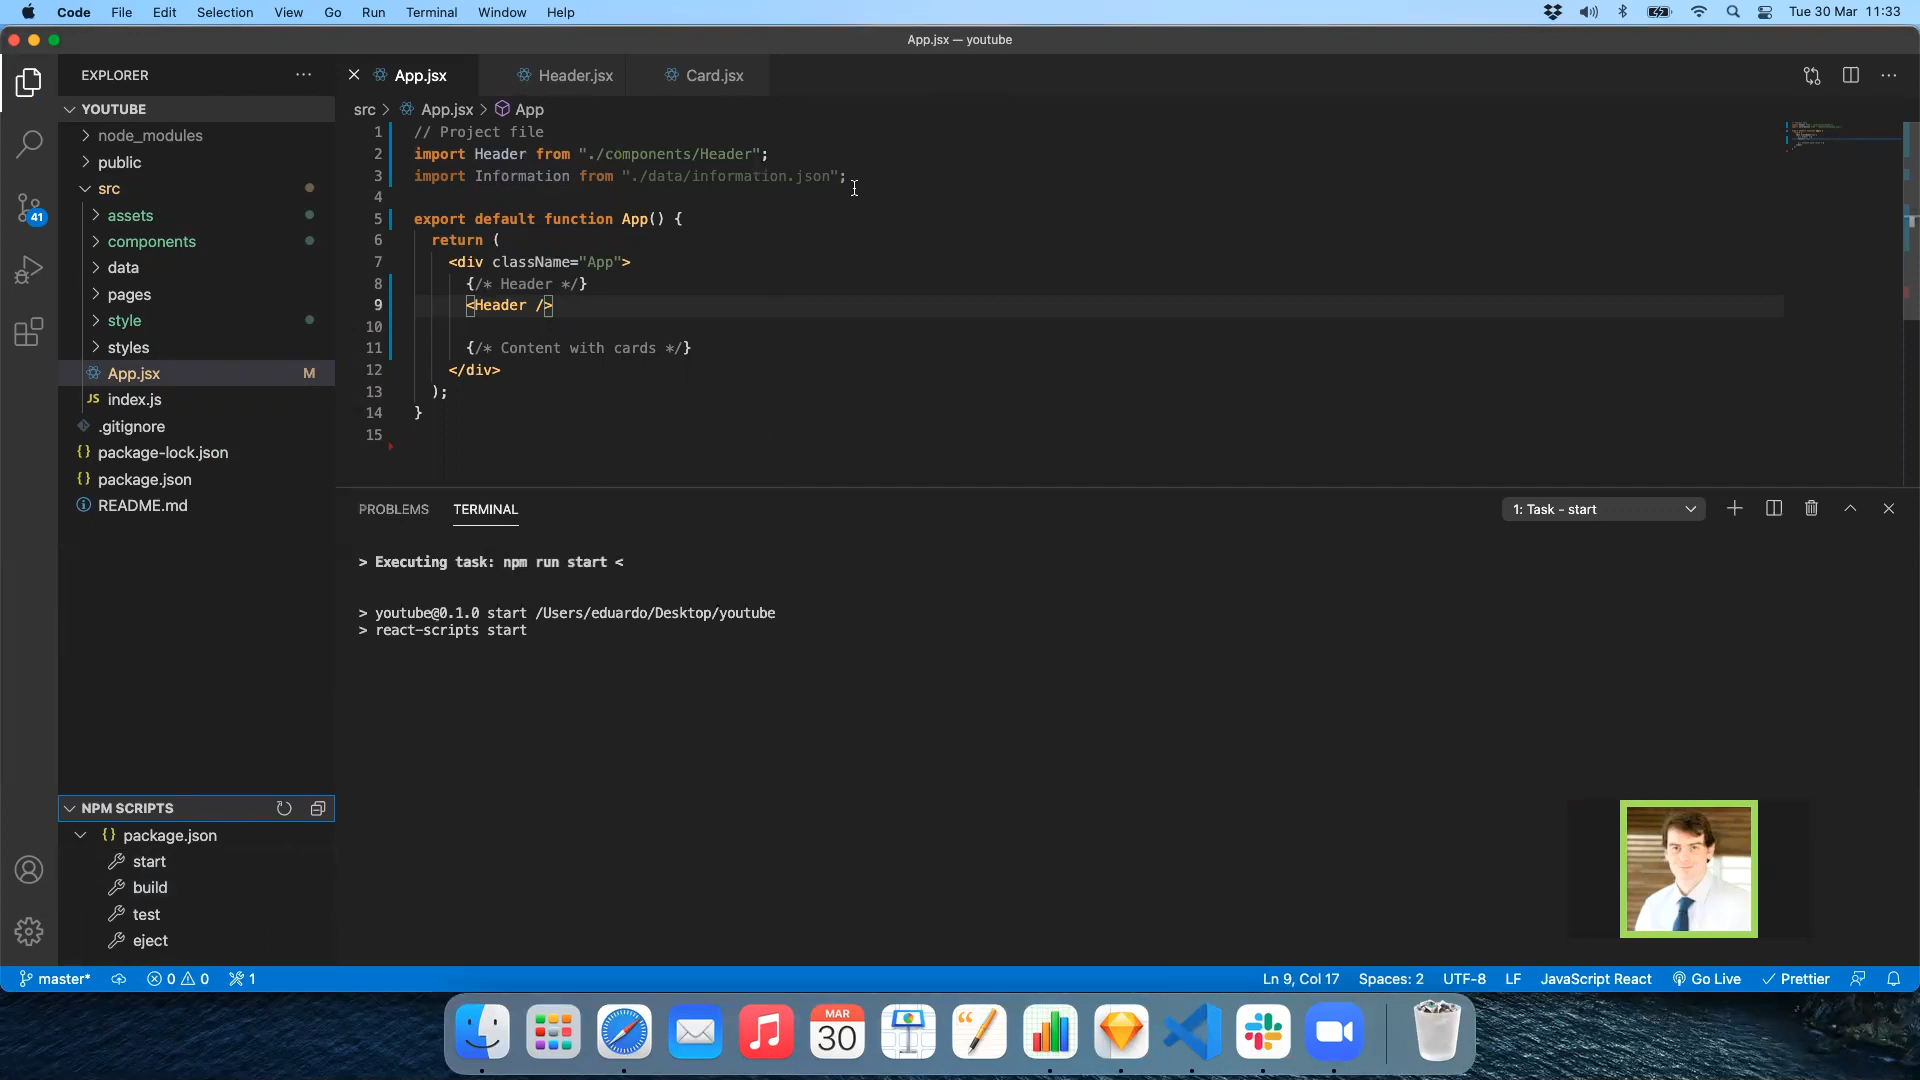 Code File Edit Selection View Go Run Terminal Window Help Tue 30 Mar 11:33
App.jsx — youtube
EXPLORER
App.jsx Header.jsx Card.jsx
YOUTUBE
src > App.jsx > App
node_modules
public
src
assets
components
41
data
pages
style
styles
App.jsx M
index.js
.gitignore
package-lock.json
package.json
README.md
1 // Project file
2 import Header from "./components/Header";
3 import Information from "./data/information.json";
4
5 export default function App() {
6 return (
7 <div className="App">
8 {/* Header */}
9 <Header />
10
11 {/* Content with cards */}
12 </div>
13 );
14 }
15
PROBLEMS TERMINAL 1: Task - start
> Executing task: npm run start <
> youtube@0.1.0 start /Users/eduardo/Desktop/youtube
> react-scripts start
NPM SCRIPTS
package.json
start
build
test
eject
master* 0 0 1 Ln 9, Col 17 Spaces: 2 UTF-8 LF JavaScript React Go Live Prettier
MAR
30